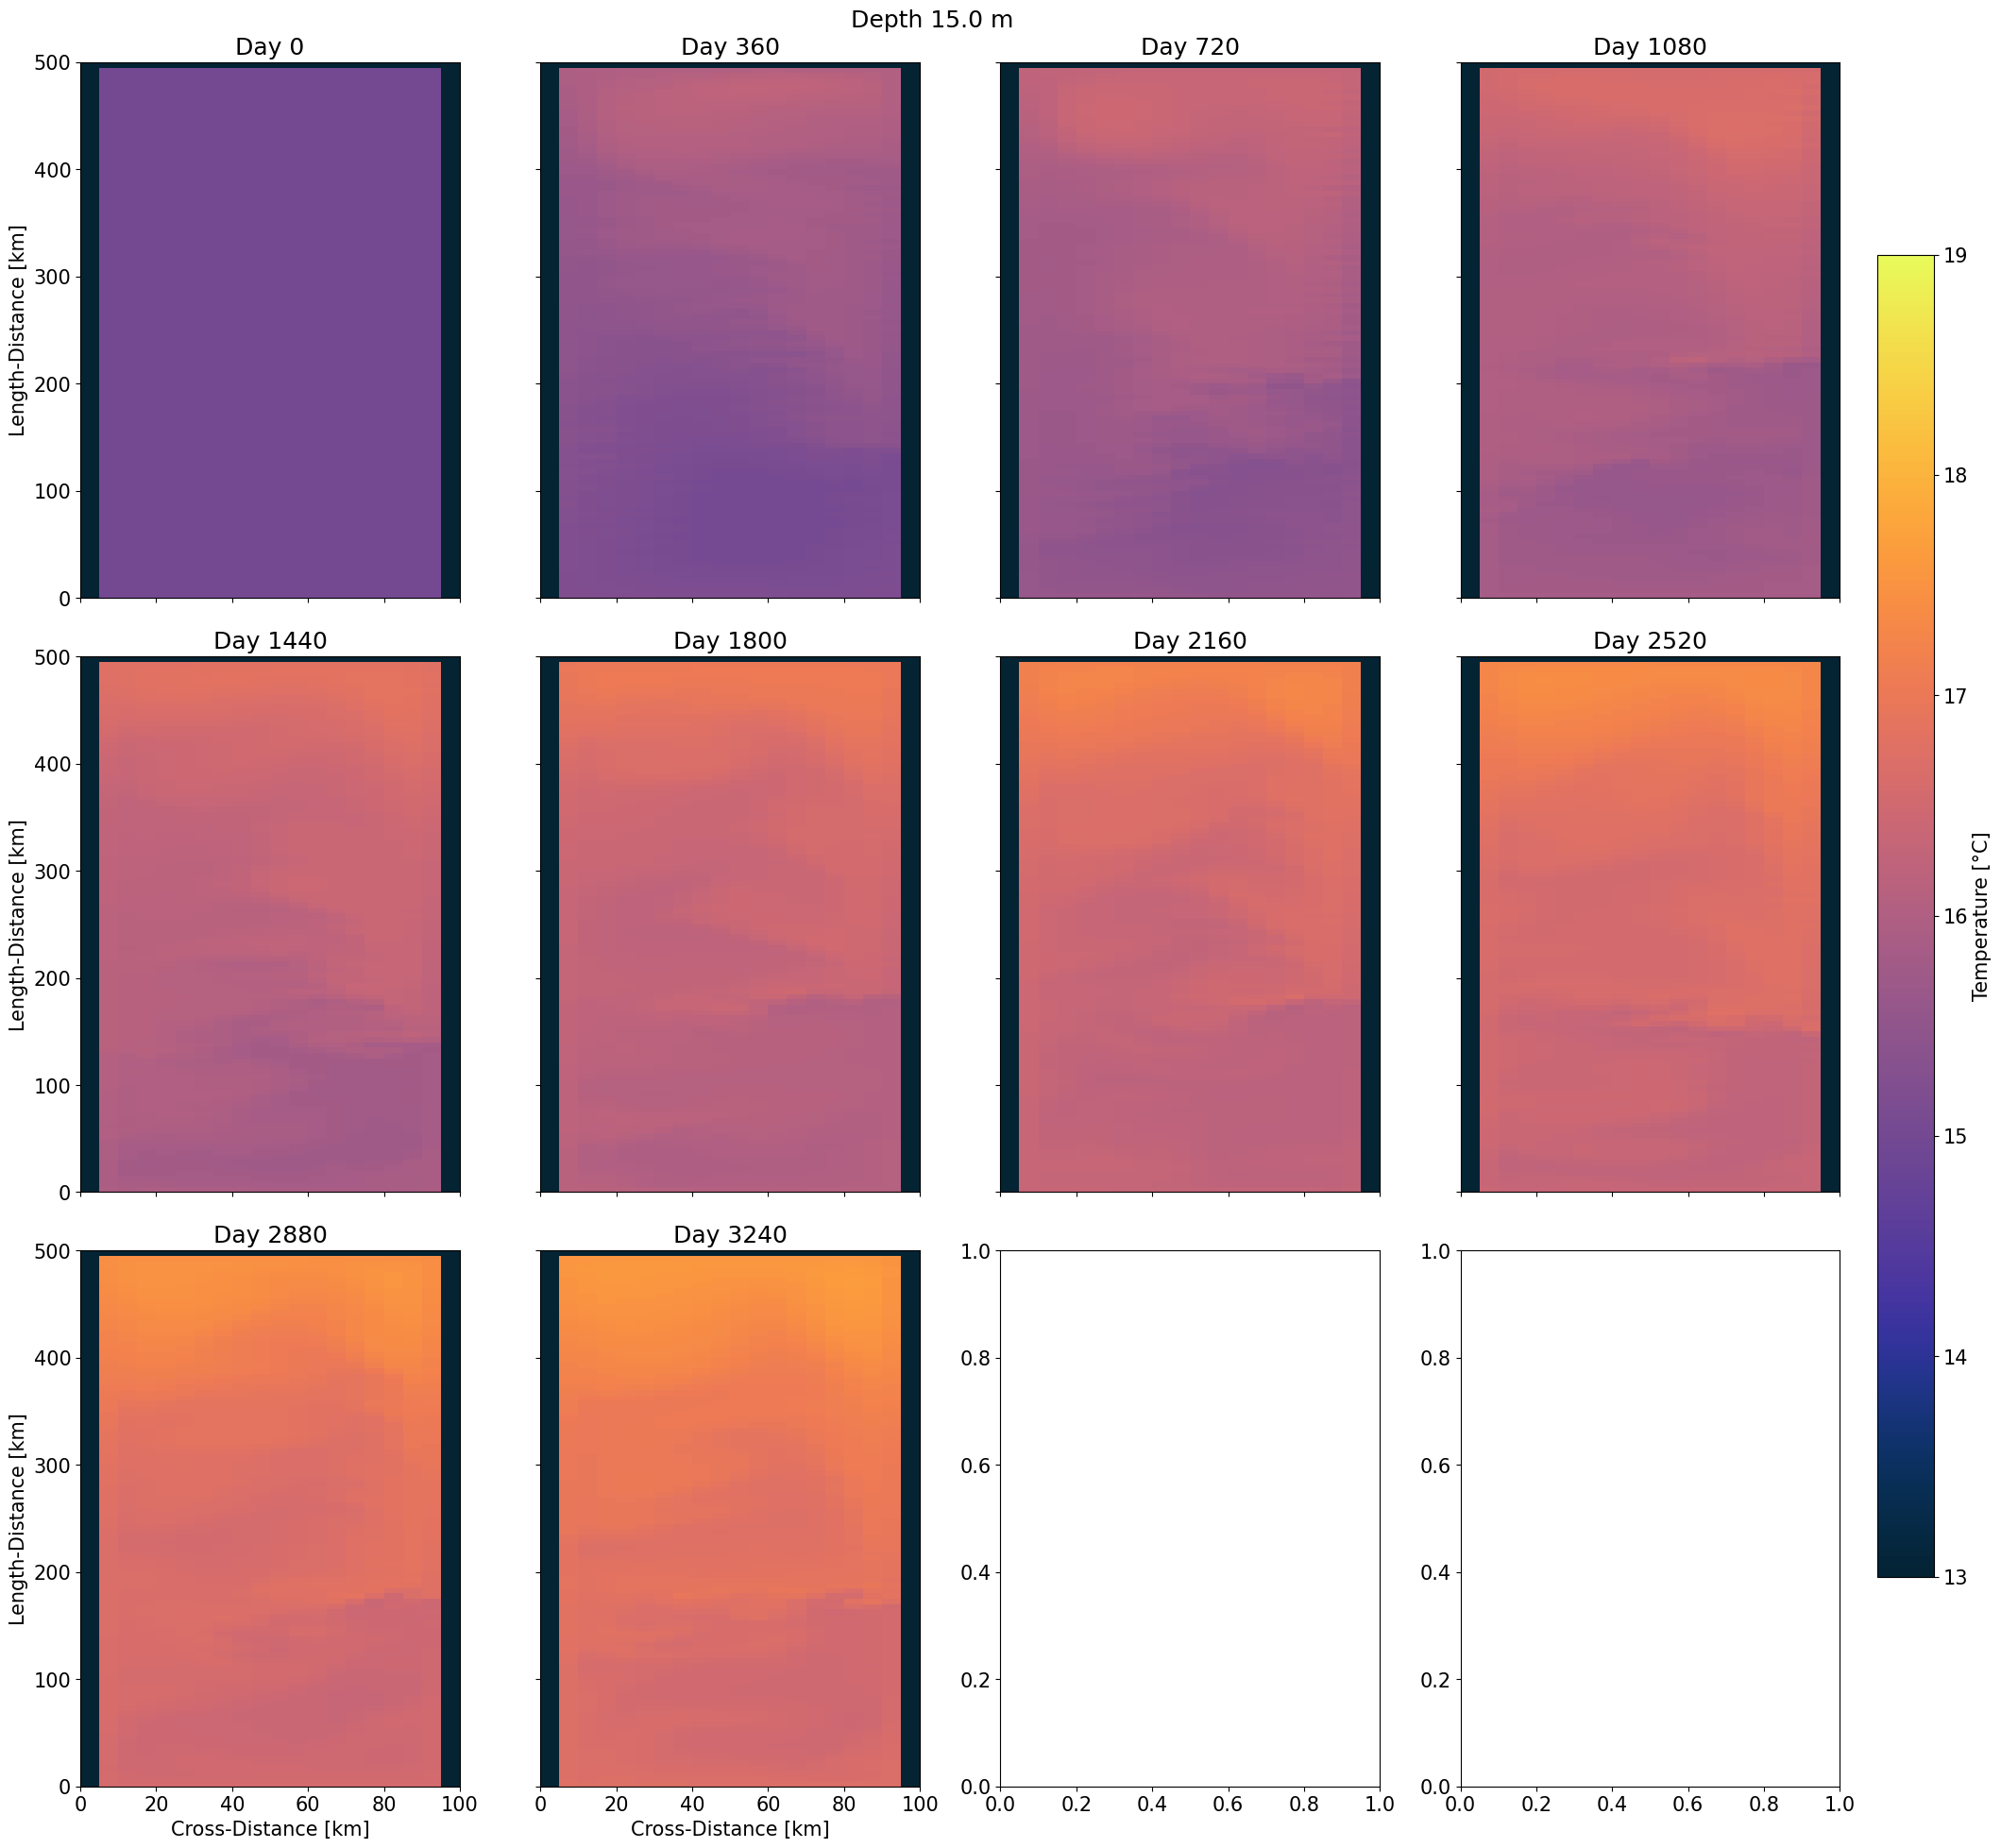 Depth 15.0 m
Day 0 Day 360 Day 720 Day 1080
500
400
300
200
100
0
Length-Distance [km]
Day 1440 Day 1800 Day 2160 Day 2520
500
400
300
200
100
0
Length-Distance [km]
Day 2880 Day 3240
500
400
300
200
100
0
Length-Distance [km]
0 20 40 60 80 100
Cross-Distance [km]
0 20 40 60 80 100
Cross-Distance [km]
1.0
0.8
0.6
0.4
0.2
0.0
0.0 0.2 0.4 0.6 0.8 1.0
1.0
0.8
0.6
0.4
0.2
0.0
0.0 0.2 0.4 0.6 0.8 1.0
19
18
17
16
15
14
13
Temperature [°C]